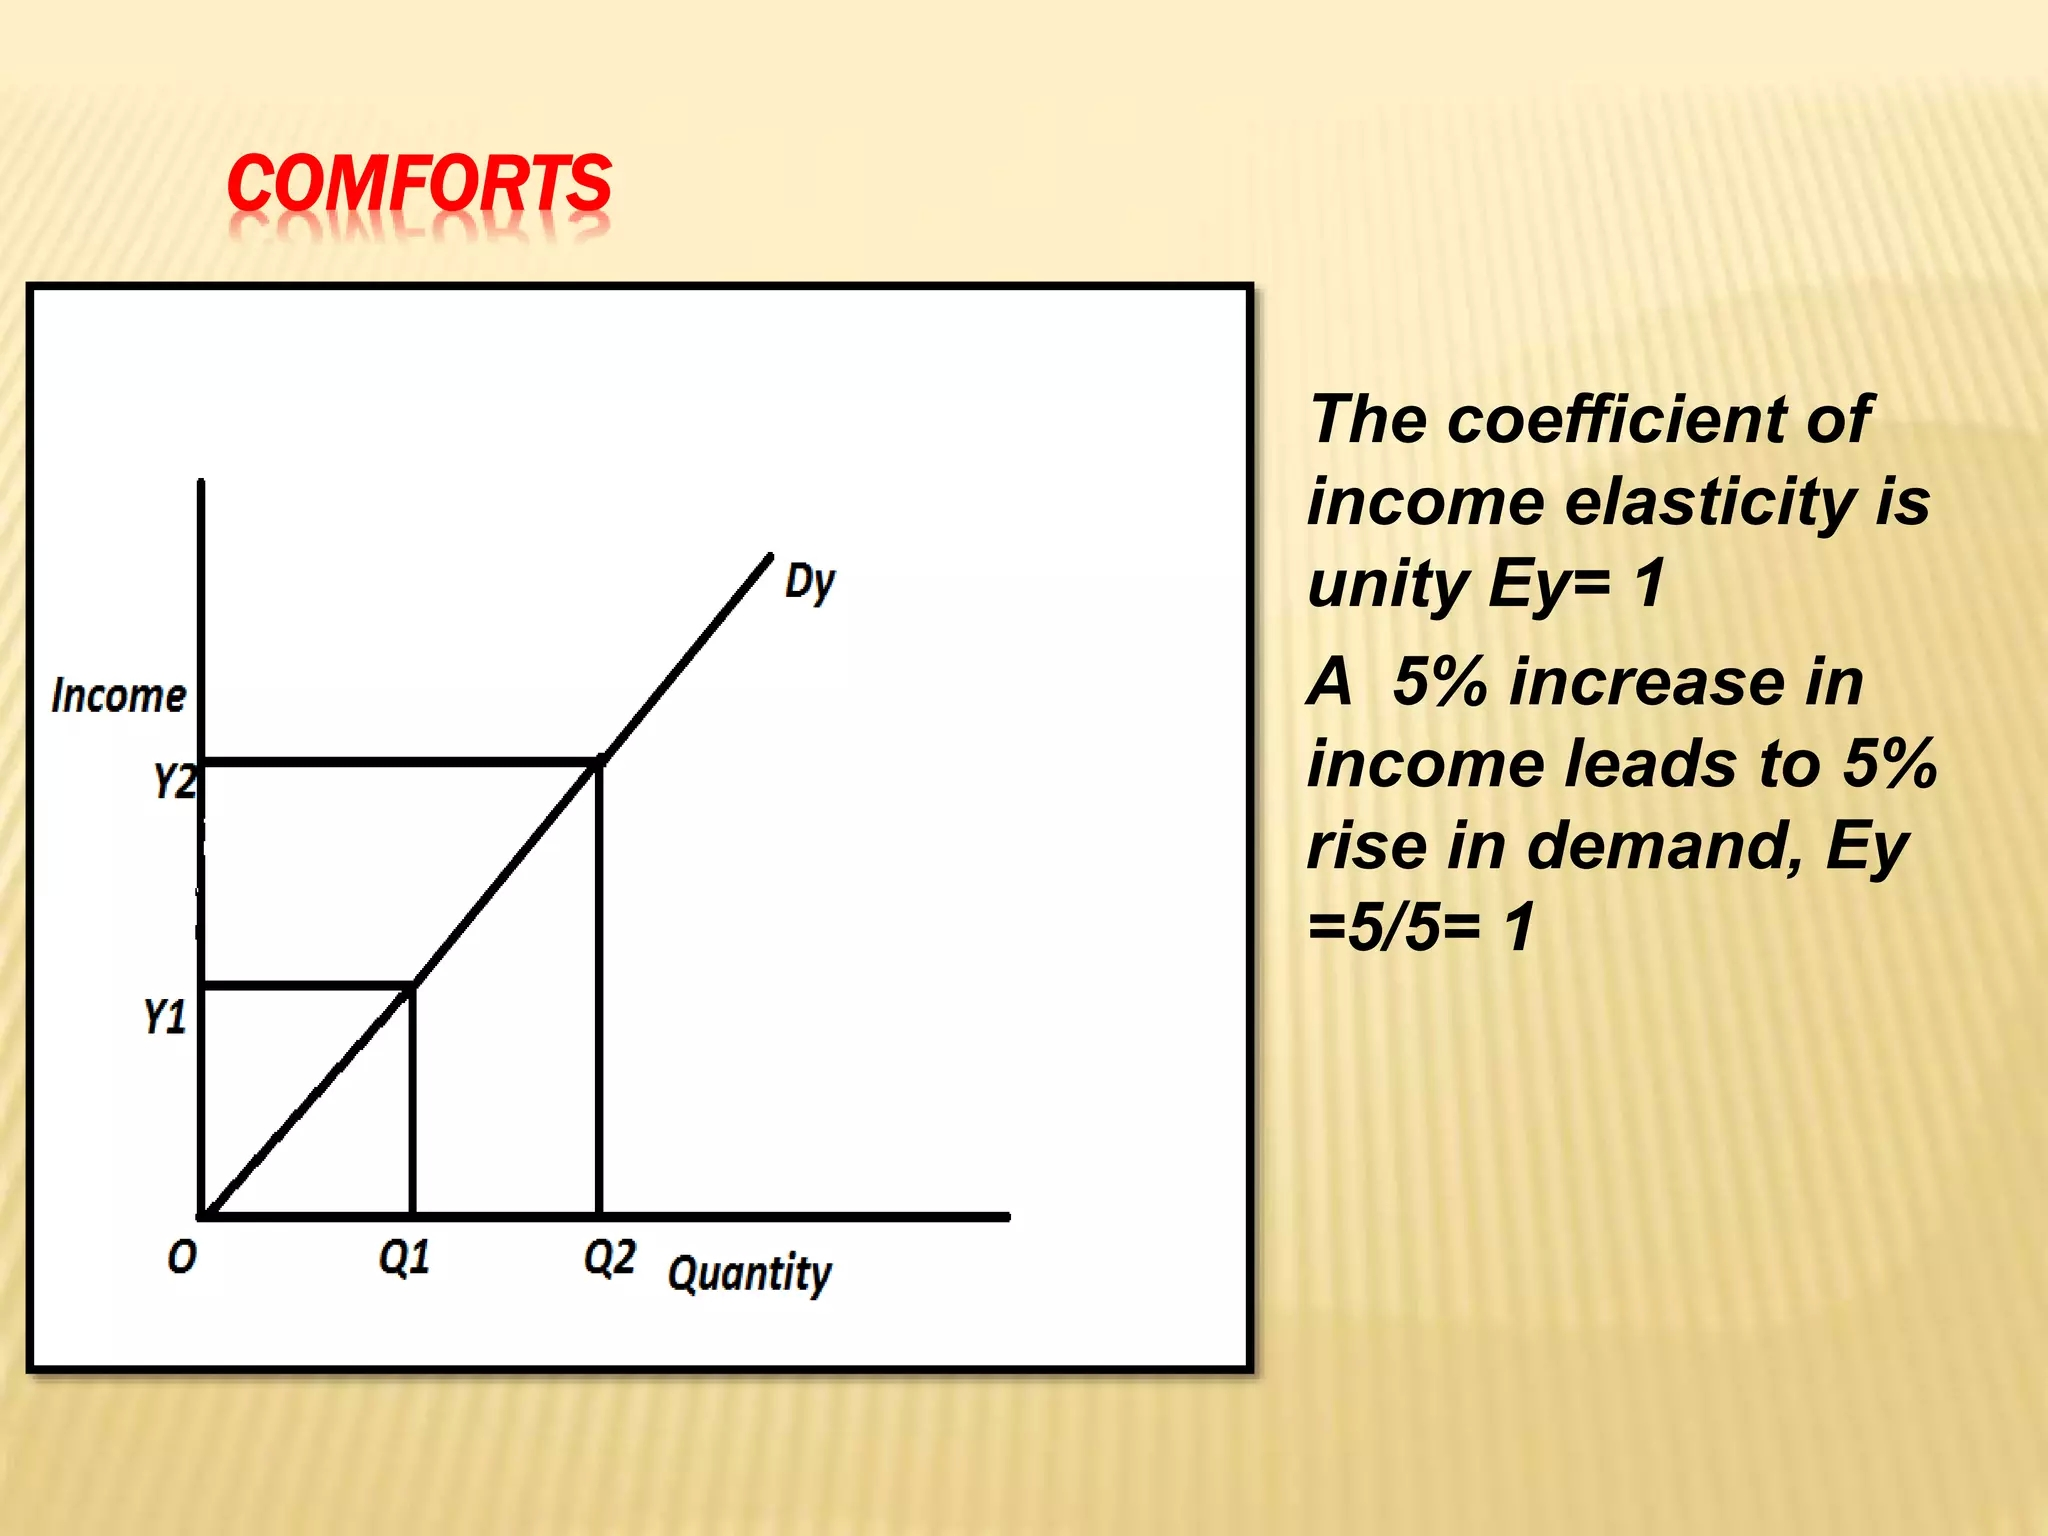 COMFORTS
Dy
Income
Y2
Y1
O Q1 Q2 Quantity
The coefficient of
income elasticity is
unity Ey= 1
A  5% increase in
income leads to 5%
rise in demand, Ey
=5/5= 1